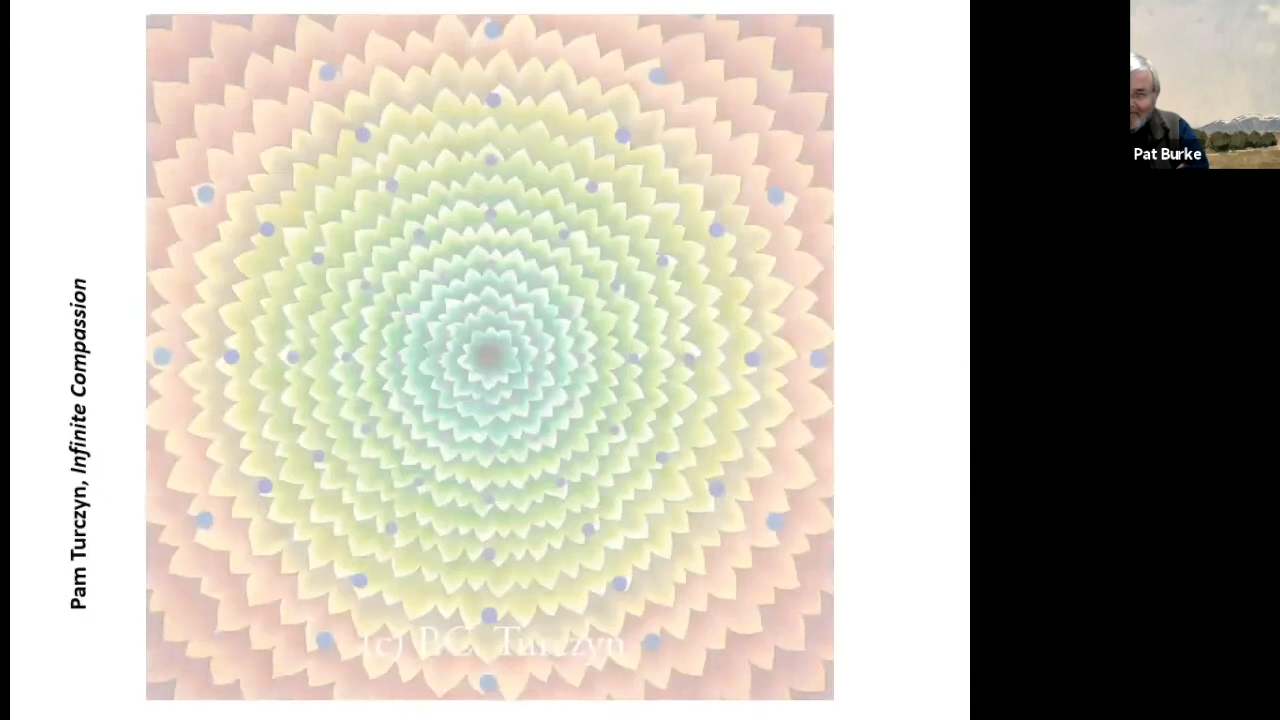 Pam Turczyn, Infinite Compassion
(c) P.C. Turczyn
Pat Burke